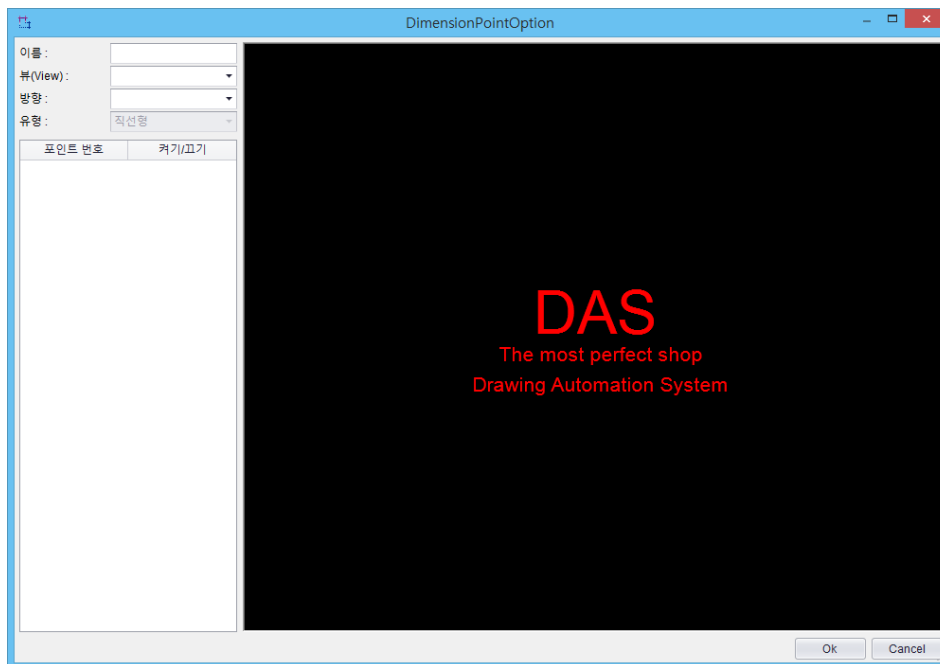 DimensionPointOption
이름 :
뷰(View) :
방향 :
유형 : 직선형
포인트 번호 켜기/끄기
DAS
The most perfect shop
Drawing Automation System
Ok Cancel